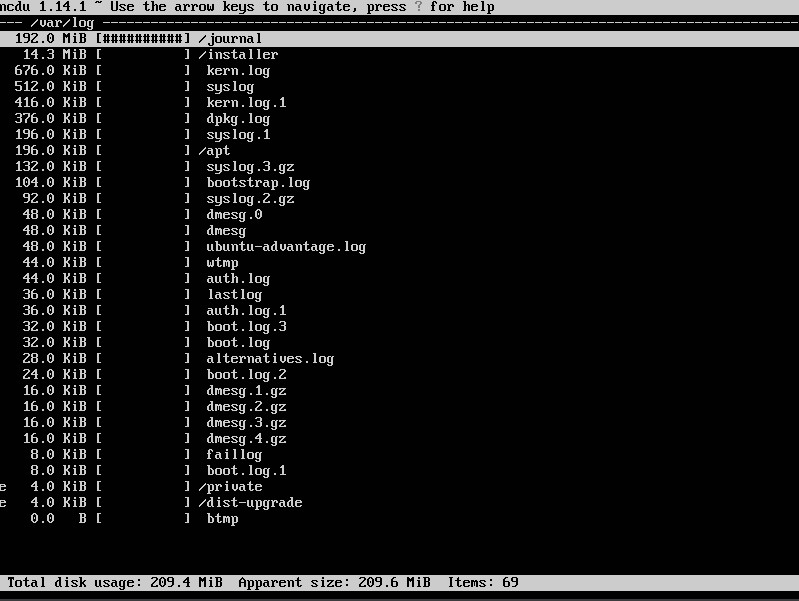 ncdu 1.14.1 ~ Use the arrow keys to navigate, press ? for help
--- /var/log ---
192.0 MiB [##########] /journal
14.3 MiB [          ] /installer
676.0 KiB [          ]  kern.log
512.0 KiB [          ]  syslog
416.0 KiB [          ]  kern.log.1
376.0 KiB [          ]  dpkg.log
196.0 KiB [          ]  syslog.1
196.0 KiB [          ] /apt
132.0 KiB [          ]  syslog.3.gz
104.0 KiB [          ]  bootstrap.log
92.0 KiB [          ]  syslog.2.gz
48.0 KiB [          ]  dmesg.0
48.0 KiB [          ]  dmesg
48.0 KiB [          ]  ubuntu-advantage.log
44.0 KiB [          ]  wtmp
44.0 KiB [          ]  auth.log
36.0 KiB [          ]  lastlog
36.0 KiB [          ]  auth.log.1
32.0 KiB [          ]  boot.log.3
32.0 KiB [          ]  boot.log
28.0 KiB [          ]  alternatives.log
24.0 KiB [          ]  boot.log.2
16.0 KiB [          ]  dmesg.1.gz
16.0 KiB [          ]  dmesg.2.gz
16.0 KiB [          ]  dmesg.3.gz
16.0 KiB [          ]  dmesg.4.gz
8.0 KiB [          ]  faillog
8.0 KiB [          ]  boot.log.1
e 4.0 KiB [          ] /private
e 4.0 KiB [          ] /dist-upgrade
0.0 B [          ]  btmp
Total disk usage: 209.4 MiB  Apparent size: 209.6 MiB  Items: 69